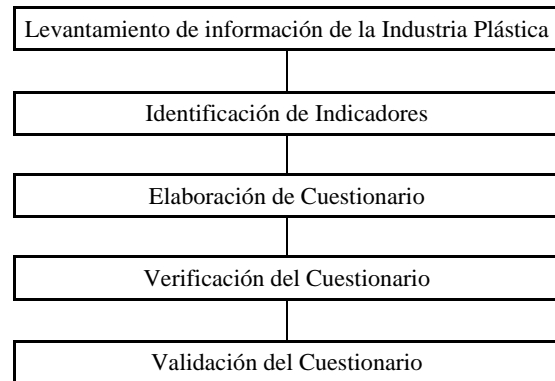 Levantamiento de información de la Industria Plástica
Identificación de Indicadores
Elaboración de Cuestionario
Verificación del Cuestionario
Validación del Cuestionario